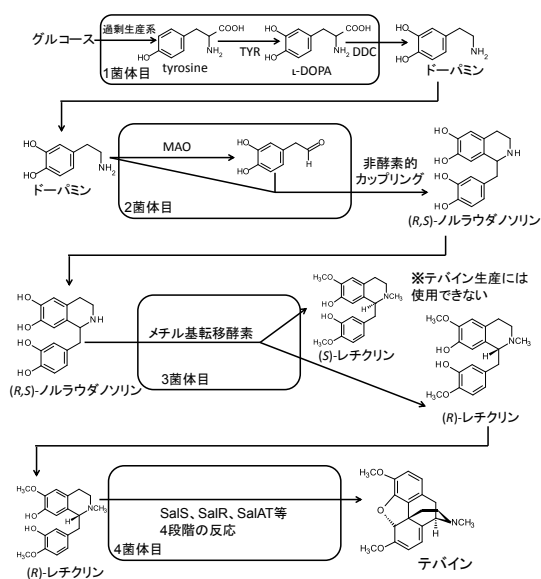 グルコース
過剰生産系
COOH
NH2
HO
tyrosine
TYR
HO
HO
COOH
NH2
L-DOPA
DDC
HO
HO
NH2
ドーパミン
1菌体目
HO
HO
NH2
ドーパミン
MAO
HO
HO
O
H
2菌体目
非酵素的
カップリング
HO
HO
NH
HO
HO
(R,S)-ノルラウダノソリン
HO
HO
NH
HO
HO
(R,S)-ノルラウダノソリン
メチル基転移酵素
3菌体目
H3CO
HO
N
CH3
H
HO
H3CO
(S)-レチクリン
※テバイン生産には
使用できない
H3CO
HO
N
CH3
H
HO
H3CO
(R)-レチクリン
H3CO
HO
N
CH3
H
HO
H3CO
(R)-レチクリン
SalS、SalR、SalAT等
4段階の反応
4菌体目
H3CO
O
H
NCH3
H3CO
テバイン